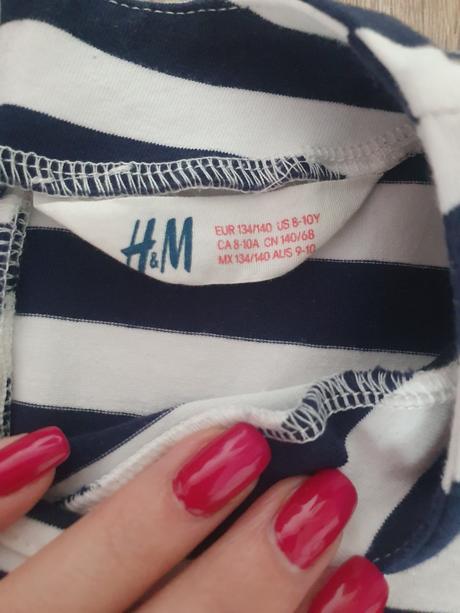 H&M
EUR 134/140 US 8-10Y
CA 8-10A CN 140/68
MX 134/140 AUS 9-10